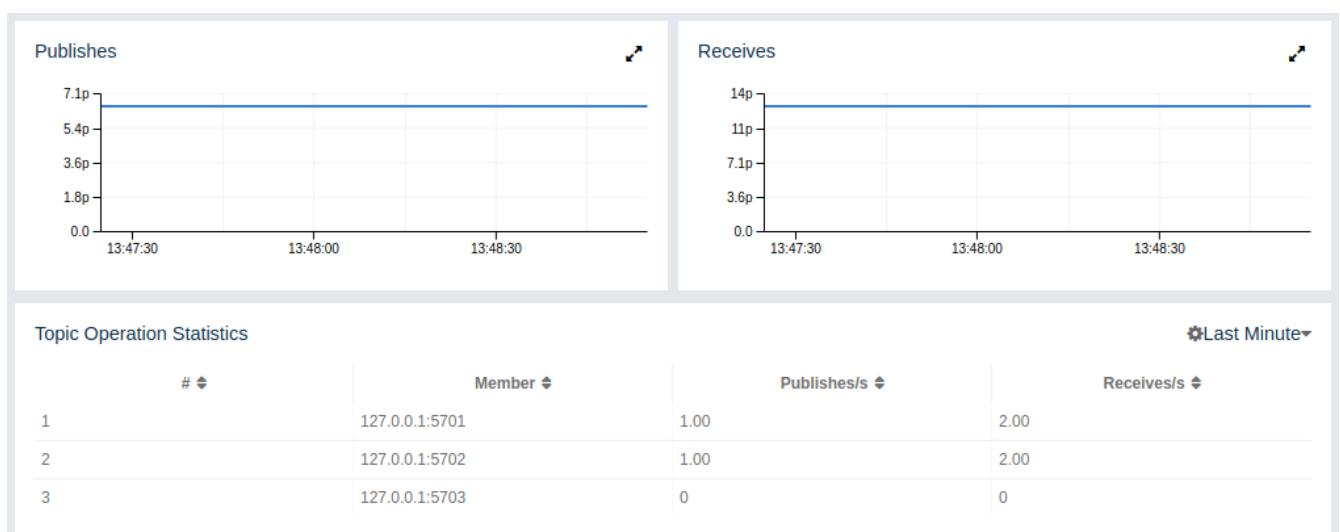 Publishes
7.1p
5.4p
3.6p
1.8p
0.0
13:47:30 13:48:00 13:48:30
Receives
14p
11p
7.1p
3.6p
0.0
13:47:30 13:48:00 13:48:30
Topic Operation Statistics Last Minute
# Member Publishes/s Receives/s
1 127.0.0.1:5701 1.00 2.00
2 127.0.0.1:5702 1.00 2.00
3 127.0.0.1:5703 0 0